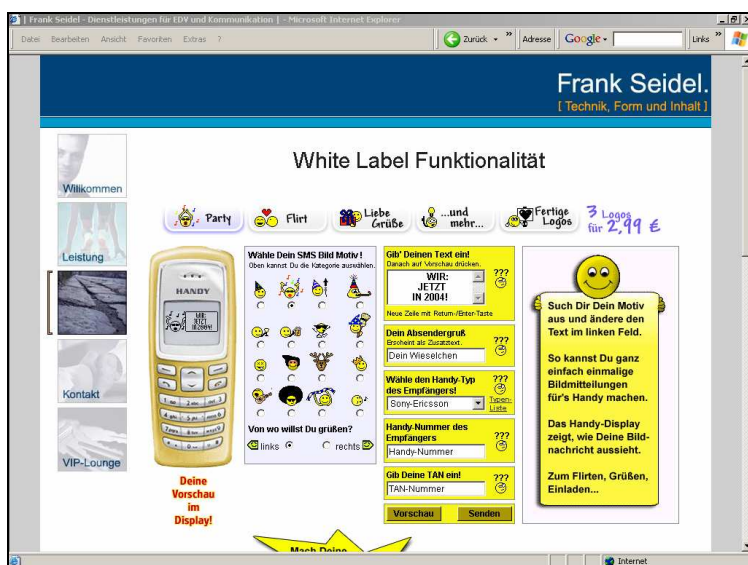 | Frank Seidel - Dienstleistungen für EDV und Kommunikation | - Microsoft Internet Explorer
Datei Bearbeiten Ansicht Favoriten Extras ?
Zurück
Adresse
Google
Links
Frank Seidel.
[ Technik, Form und Inhalt ]
White Label Funktionalität
Willkommen
Leistung
Kontakt
VIP-Lounge
Party
Flirt
Liebe
Grüße
...und
mehr...
Fertige
Logos
3 Logos
für 2,99 €
HANDY
WIR:
JETZT
IN 2004!
Deine
Vorschau
im
Display!
Wähle Dein SMS Bild Motiv !
Oben kannst Du die Kategorie auswählen.
Von wo willst Du grüßen?
links
rechts
Gib' Deinen Text ein!
Danach auf Vorschau drücken.
WIR:
JETZT
IN 2004!
???
Neue Zeile mit Return-/Enter-Taste
Dein Absendergruß
Erscheint als Zusatztext.
???
Dein Wieselchen
Wähle den Handy-Typ
des Empfängers!
???
Sony-Ericsson
Typen-
Liste
Handy-Nummer des
Empfängers
???
Handy-Nummer
Gib Deine TAN ein!
???
TAN-Nummer
Vorschau
Senden
Such Dir Dein Motiv
aus und ändere den
Text im linken Feld.
So kannst Du ganz
einfach einmalige
Bildmitteilungen
für's Handy machen.
Das Handy-Display
zeigt, wie Deine Bild-
nachricht aussieht.
Zum Flirten, Grüßen,
Einladen...
Mach Deine
Internet